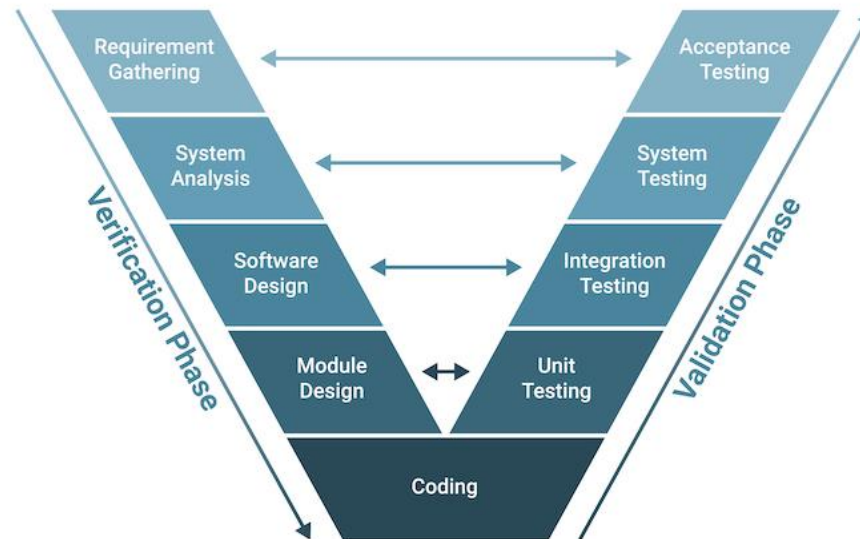 Requirement
Gathering
Acceptance
Testing
System
Analysis
System
Testing
Software
Design
Integration
Testing
Module
Design
Unit
Testing
Coding
Verification Phase
Validation Phase